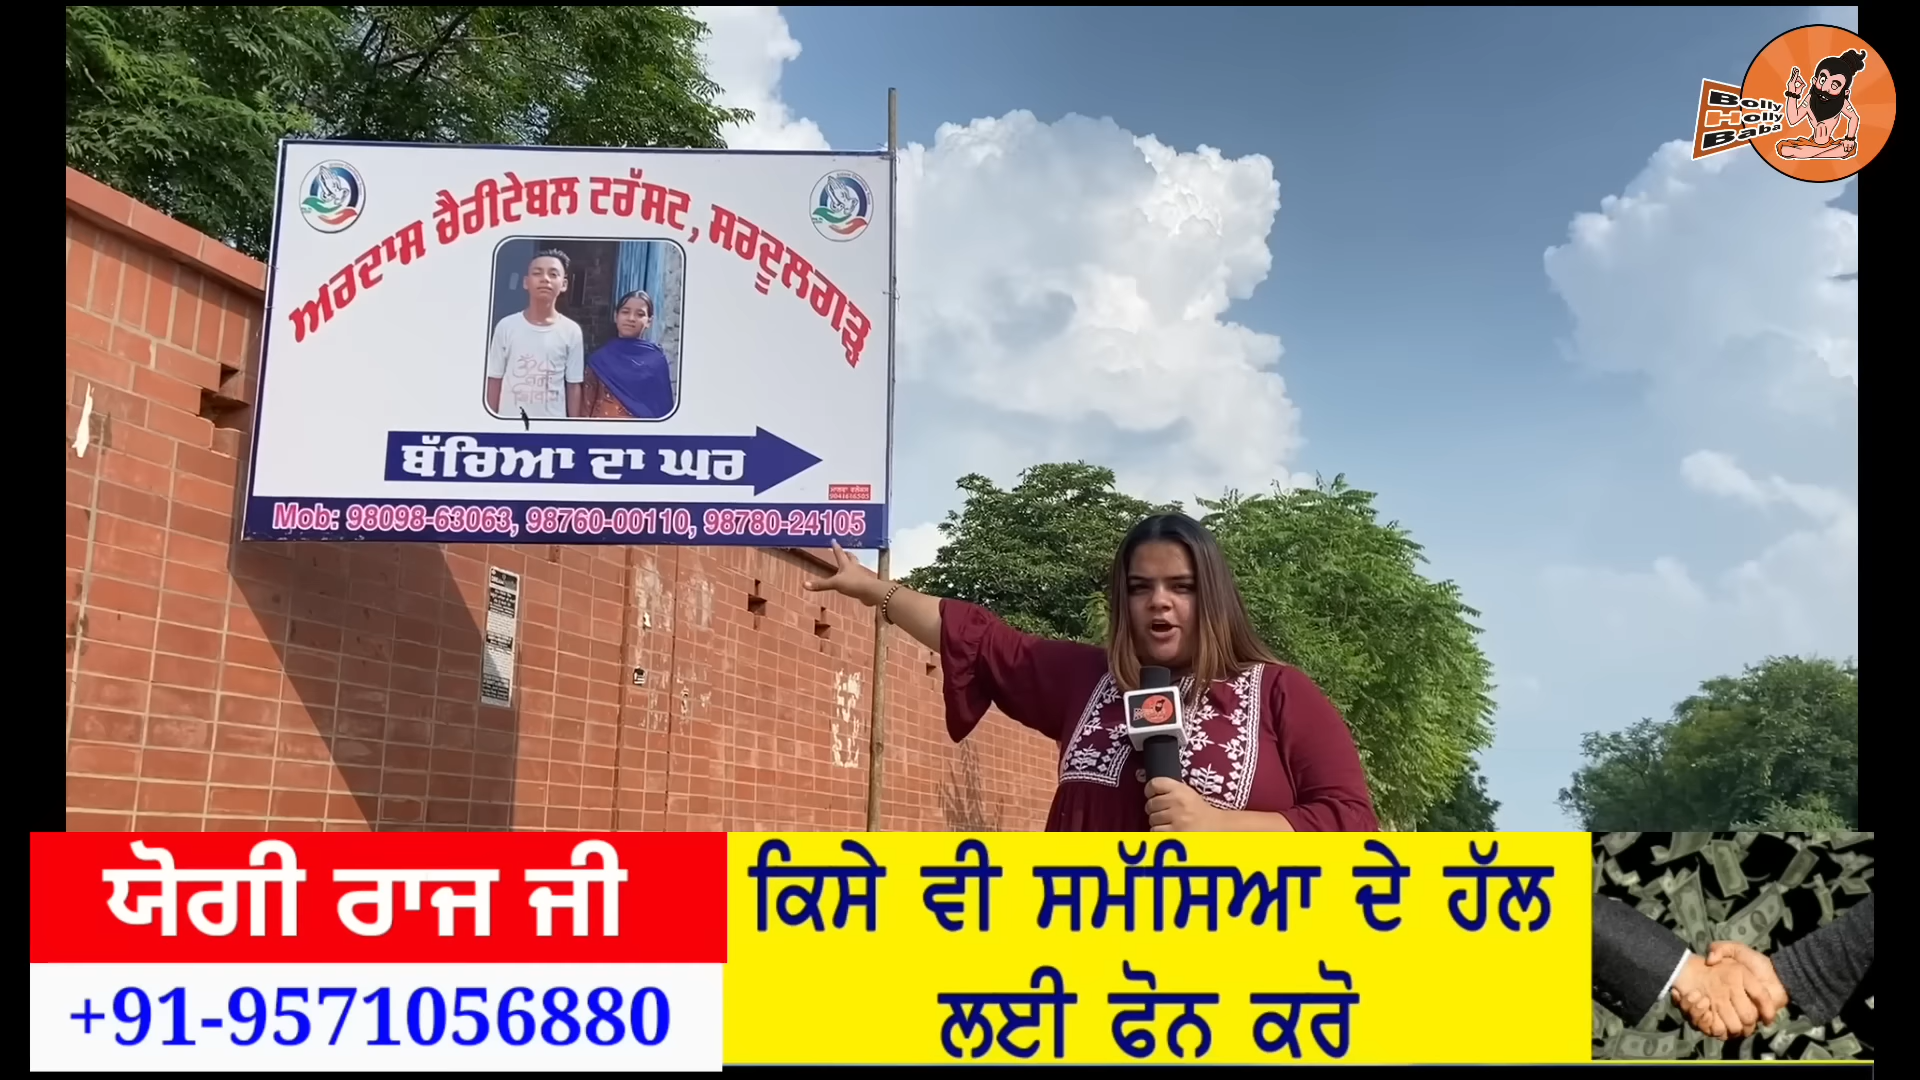 Bolly
Holly
Baba
ਅਰਦਾਸ ਚੈਰੀਟੇਬਲ ਟਰੱਸਟ, ਸਰਦੂਲਗੜ੍ਹ
ਬੱਚਿਆ ਦਾ ਘਰ
9041616505
Mob: 98098-63063, 98760-00110, 98780-24105
ਯੋਗੀ ਰਾਜ ਜੀ
+91-9571056880
ਕਿਸੇ ਵੀ ਸਮੱਸਿਆ ਦੇ ਹੱਲ
ਲਈ ਫੋਨ ਕਰੋ